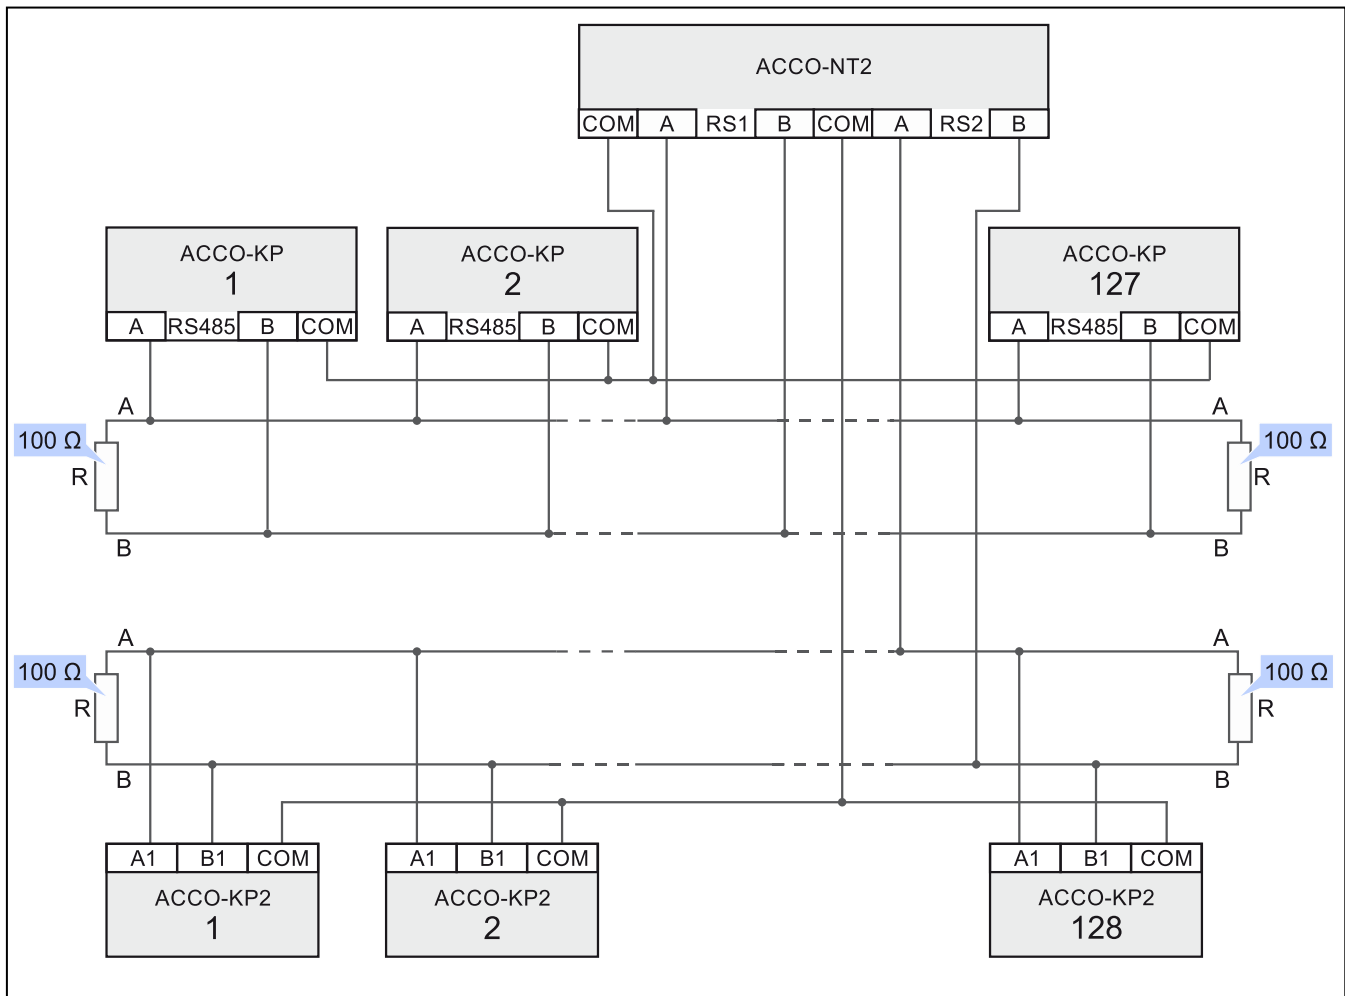 ACCO-NT2
COM A RS1 B COM A RS2 B
ACCO-KP
1
A RS485 B COM
ACCO-KP
2
A RS485 B COM
ACCO-KP
127
A RS485 B COM
A A
100 Ω 100 Ω
R R
B B
A A
100 Ω 100 Ω
R R
B B
A1 B1 COM
ACCO-KP2
1
A1 B1 COM
ACCO-KP2
2
A1 B1 COM
ACCO-KP2
128